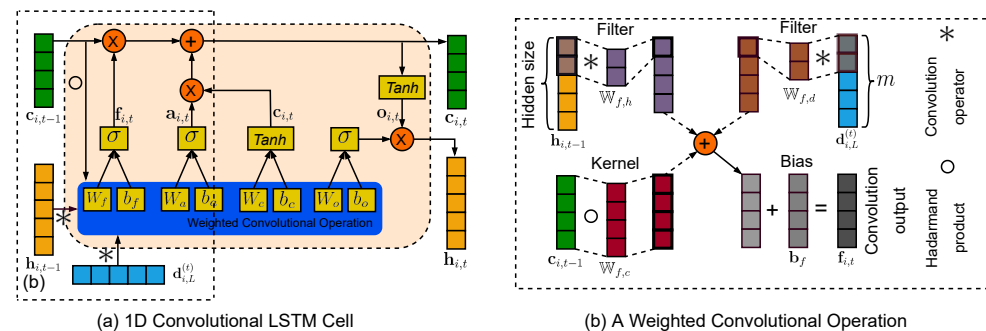 (a)
X
+
c_{i,t-1}
f_{i,t}
a_{i,t}
X
c_{i,t}
Tanh
o_{i,t}
c_{i,t}
σ
σ
Tanh
σ
X
W_f
b_f
W_a
b_a
W_c
b_c
W_o
b_o
Weighted Convolutional Operation
*
*
h_{i,t-1}
h_{i,t}
d_{i,L}^{(t)}
(b)
(a) 1D Convolutional LSTM Cell
(b)
Filter
Filter
Hidden size
*
𝕎_{f,h}
𝕎_{f,d}
*
m
h_{i,t-1}
d_{i,L}^{(t)}
+
Kernel
Bias
c_{i,t-1}
𝕎_{f,c}
+
=
b_f
f_{i,t}
Convolution
output
*
Convolution
operator
Hadarmand
product
(b) A Weighted Convolutional Operation